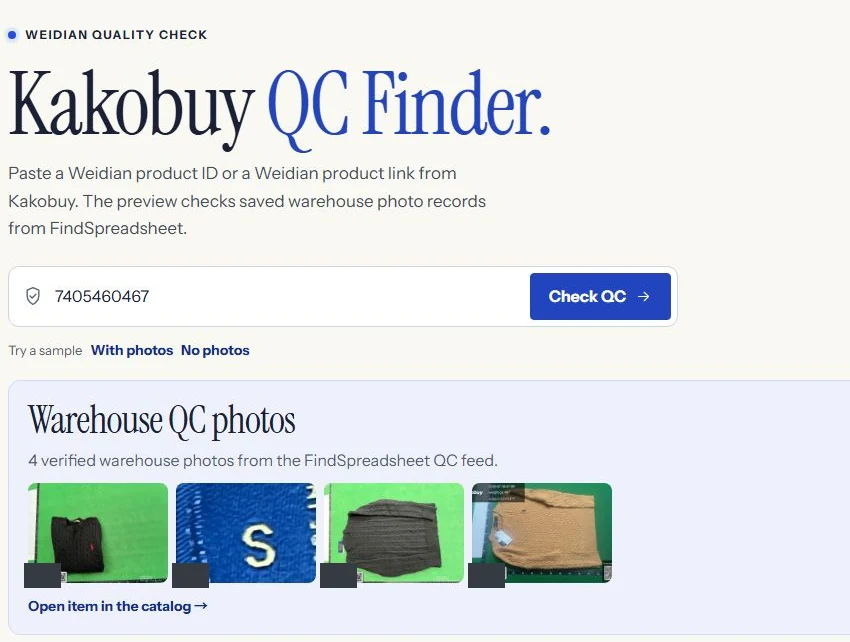 WEIDIAN QUALITY CHECK
Kakobuy QC Finder.
Paste a Weidian product ID or a Weidian product link from
Kakobuy. The preview checks saved warehouse photo records
from FindSpreadsheet.
7405460467
Check QC →
Try a sample With photos No photos
Warehouse QC photos
4 verified warehouse photos from the FindSpreadsheet QC feed.
S
Open item in the catalog →